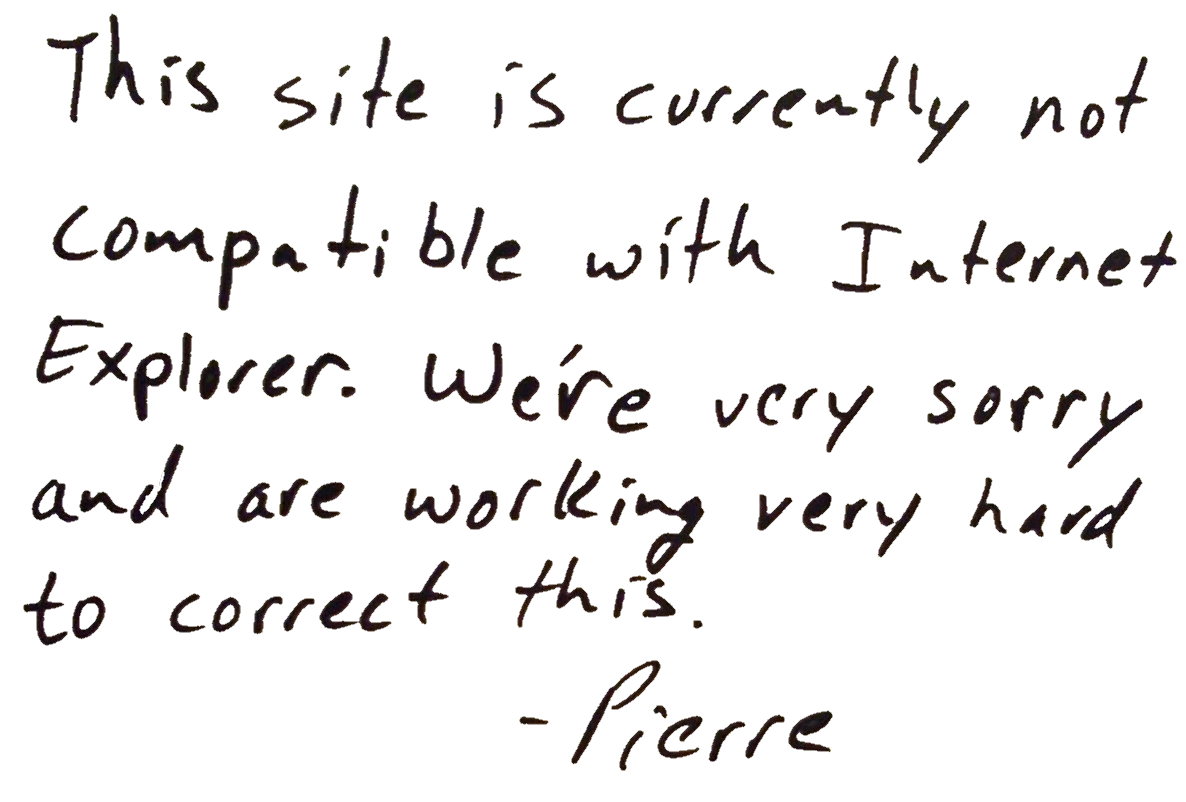 This site is currently not
compatible with Internet
Explorer. We're very sorry
and are working very hard
to correct this.
- Pierre